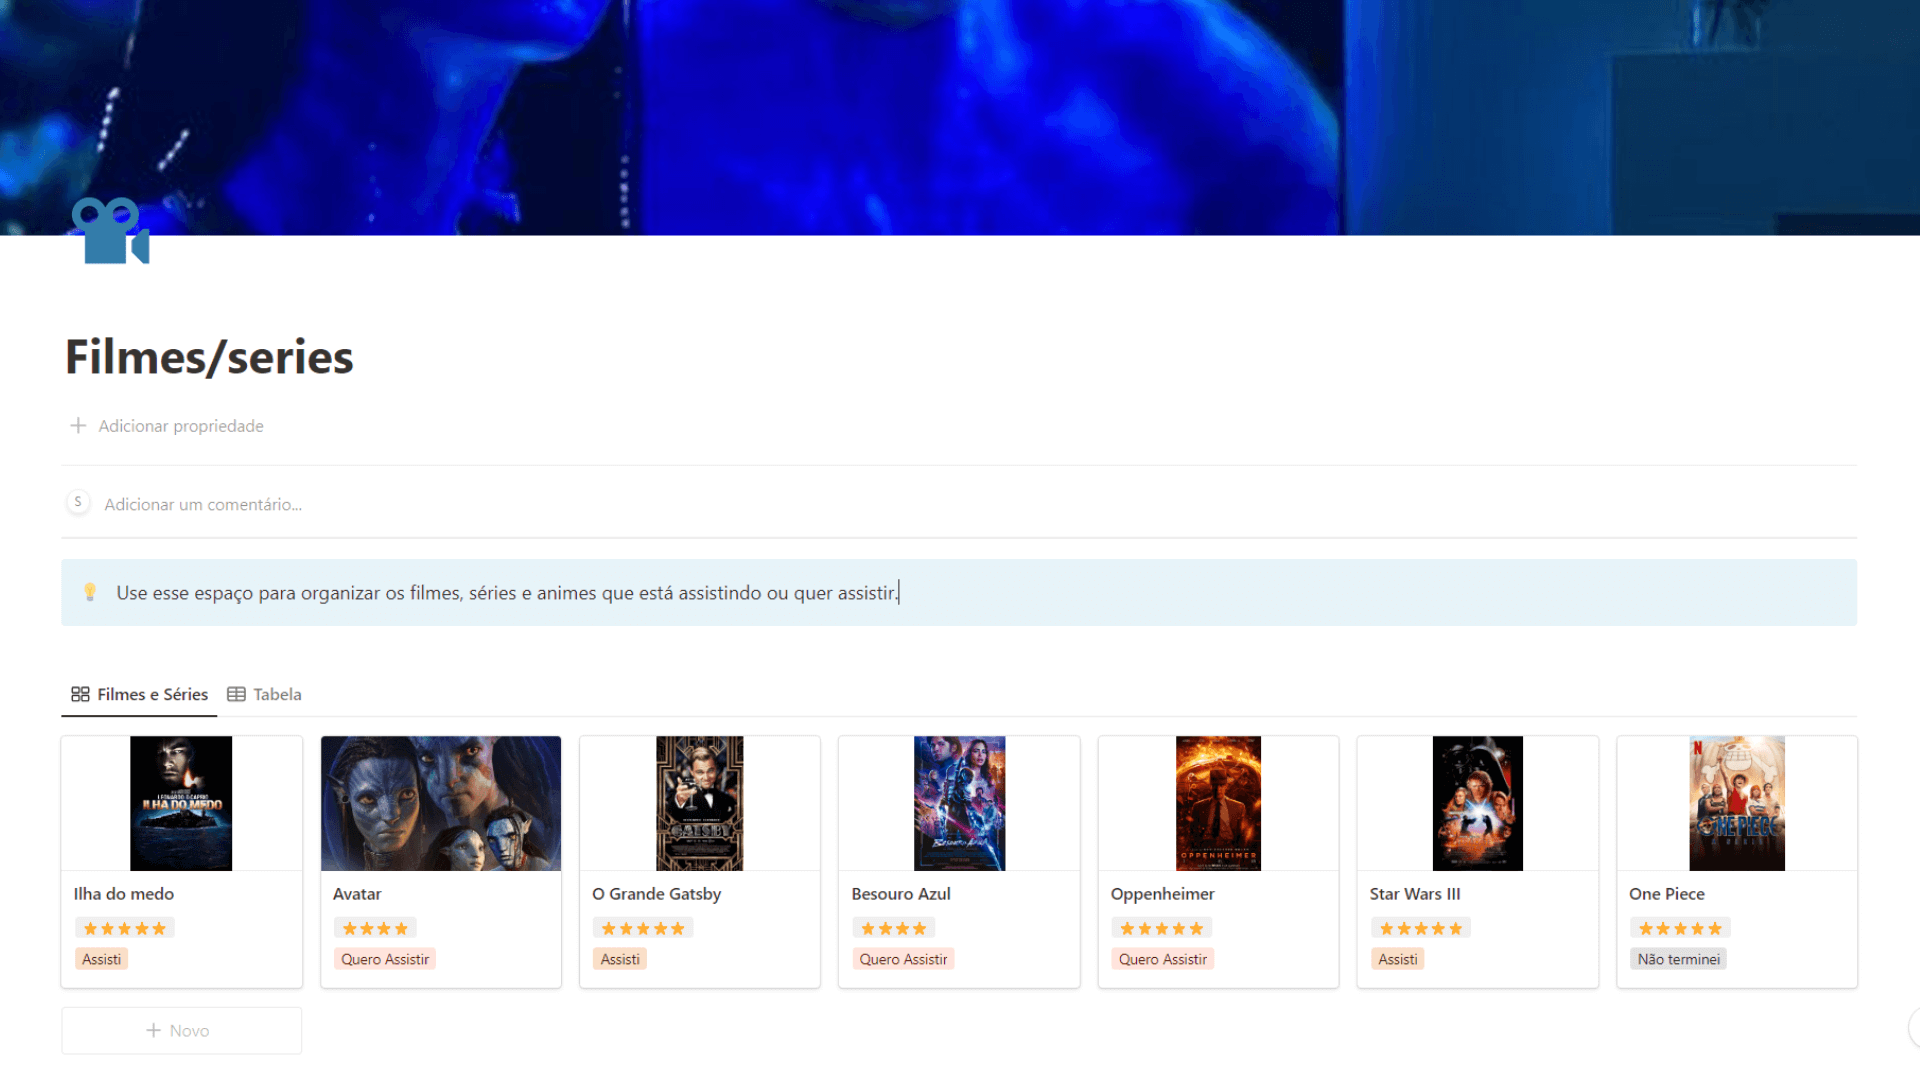 Filmes/series
Adicionar propriedade
S
Adicionar um comentário...
Use esse espaço para organizar os filmes, séries e animes que está assistindo ou quer assistir.
Filmes e Séries
Tabela
LEONARDO DICAPRIO
ILHA DO MEDO
GATSBY
BESOURO AZUL
OPPENHEIMER
N
ONE PIECE
A SÉRIE
Ilha do medo
Avatar
O Grande Gatsby
Besouro Azul
Oppenheimer
Star Wars III
One Piece
Assisti
Quero Assistir
Assisti
Quero Assistir
Quero Assistir
Assisti
Não terminei
Novo